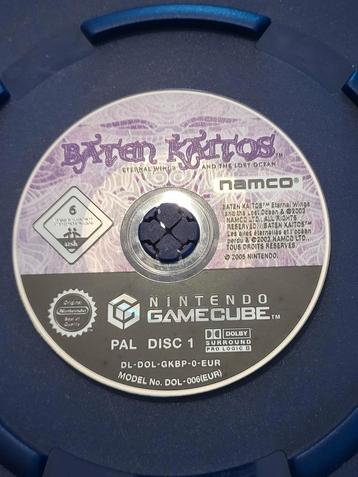 BATEN KAITOS™
ETERNAL WINGS AND THE LOST OCEAN
namco®
6
usk
BATEN KAITOS™ Eternal Wings
and the Lost Ocean & © 2003
NAMCO LTD., ALL RIGHTS
RESERVED//BATEN KAITOS™
Les ailes éternelles et l'océan
perdu & © 2003 NAMCO LTD.,
TOUS DROITS RESERVES.
© 2005 NINTENDO.
Original
Nintendo
Seal of
Quality
NINTENDO
GAMECUBE™
PAL DISC 1
DOLBY
SURROUND
PRO LOGIC II
DL-DOL-GKBP-0-EUR
MODEL No. DOL-006(EUR)